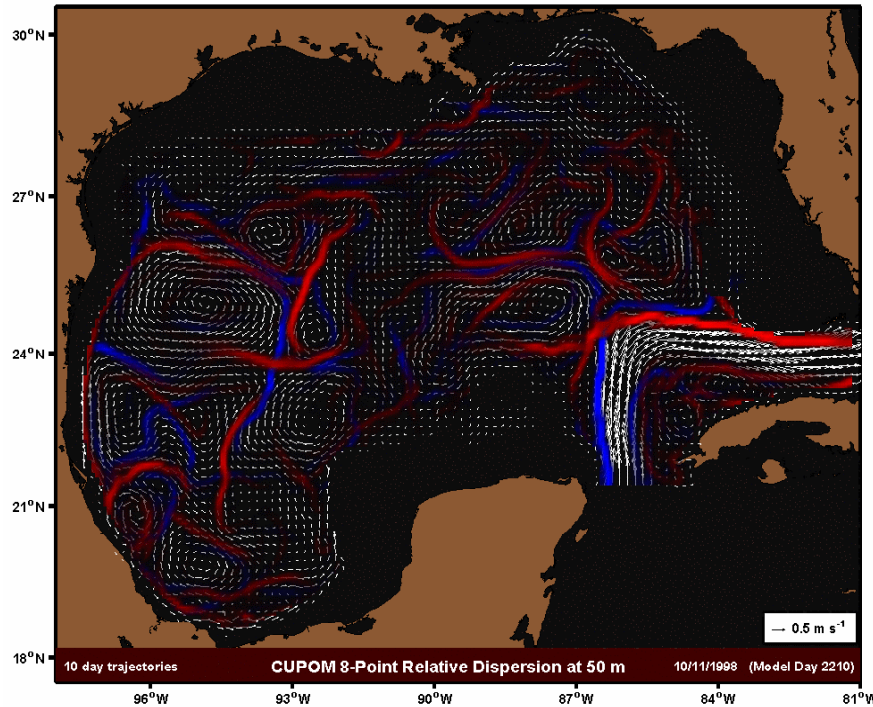 30°N
27°N
24°N
21°N
18°N
0.5 m s⁻¹
10 day trajectories CUPOM 8-Point Relative Dispersion at 50 m 10/11/1998 (Model Day 2210)
96°W 93°W 90°W 87°W 84°W 81°W